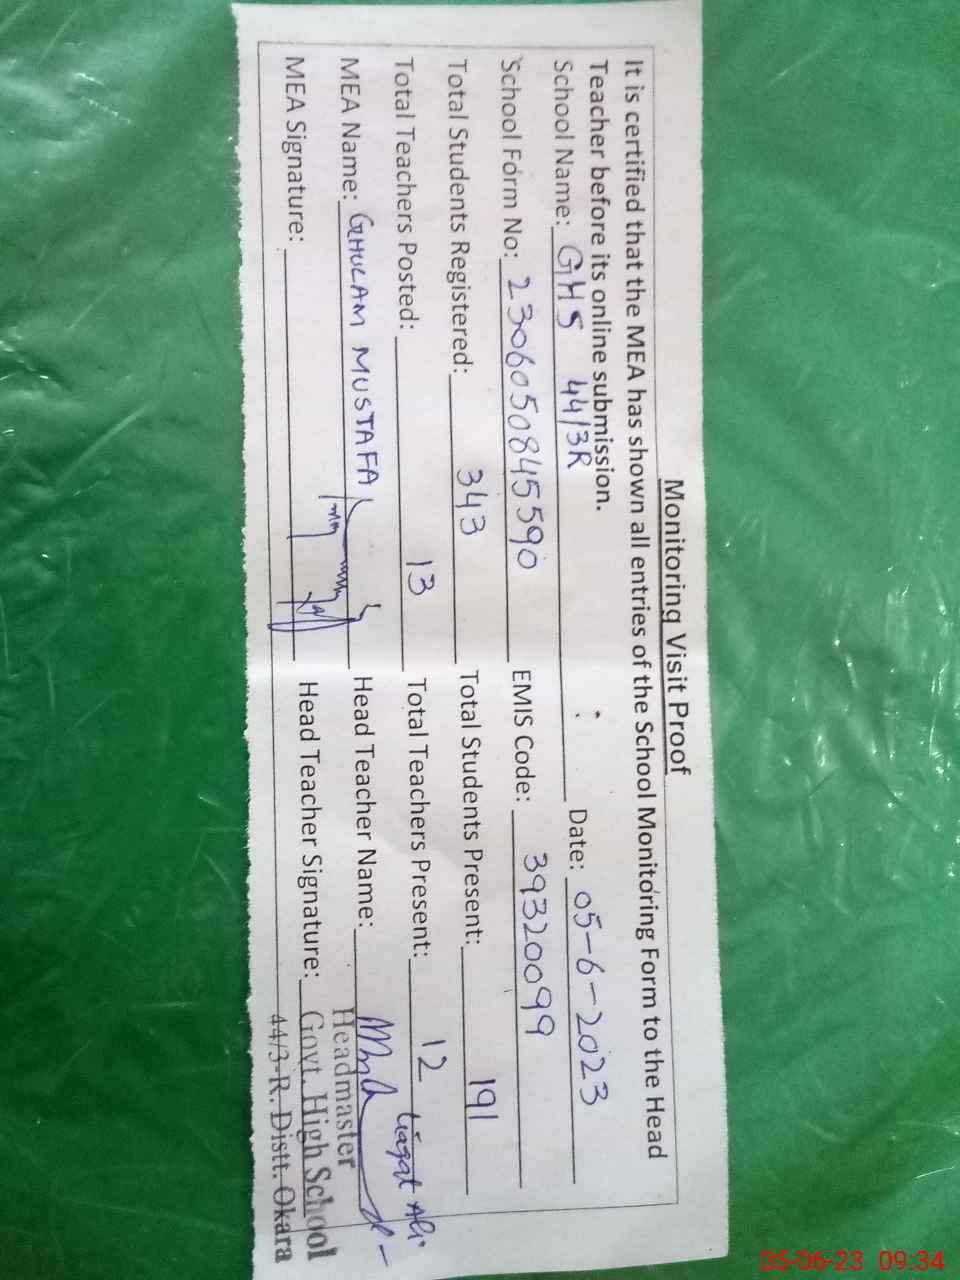 Monitoring Visit Proof
It is certified that the MEA has shown all entries of the School Monitoring Form to the Head
Teacher before its online submission.
School Name: GHS 44/3R Date: 05-6-2023
School Form No: 2306050845590 EMIS Code: 39320099
Total Students Registered: 343 Total Students Present: 191
Total Teachers Posted: 13 Total Teachers Present: 12
MEA Name: GHULAM MUSTAFA Head Teacher Name: Liaqat Ali
MEA Signature: Head Teacher Signature:
Headmaster
Govt. High School
44/3-R. Distt. Okara
05-06-23 09:34